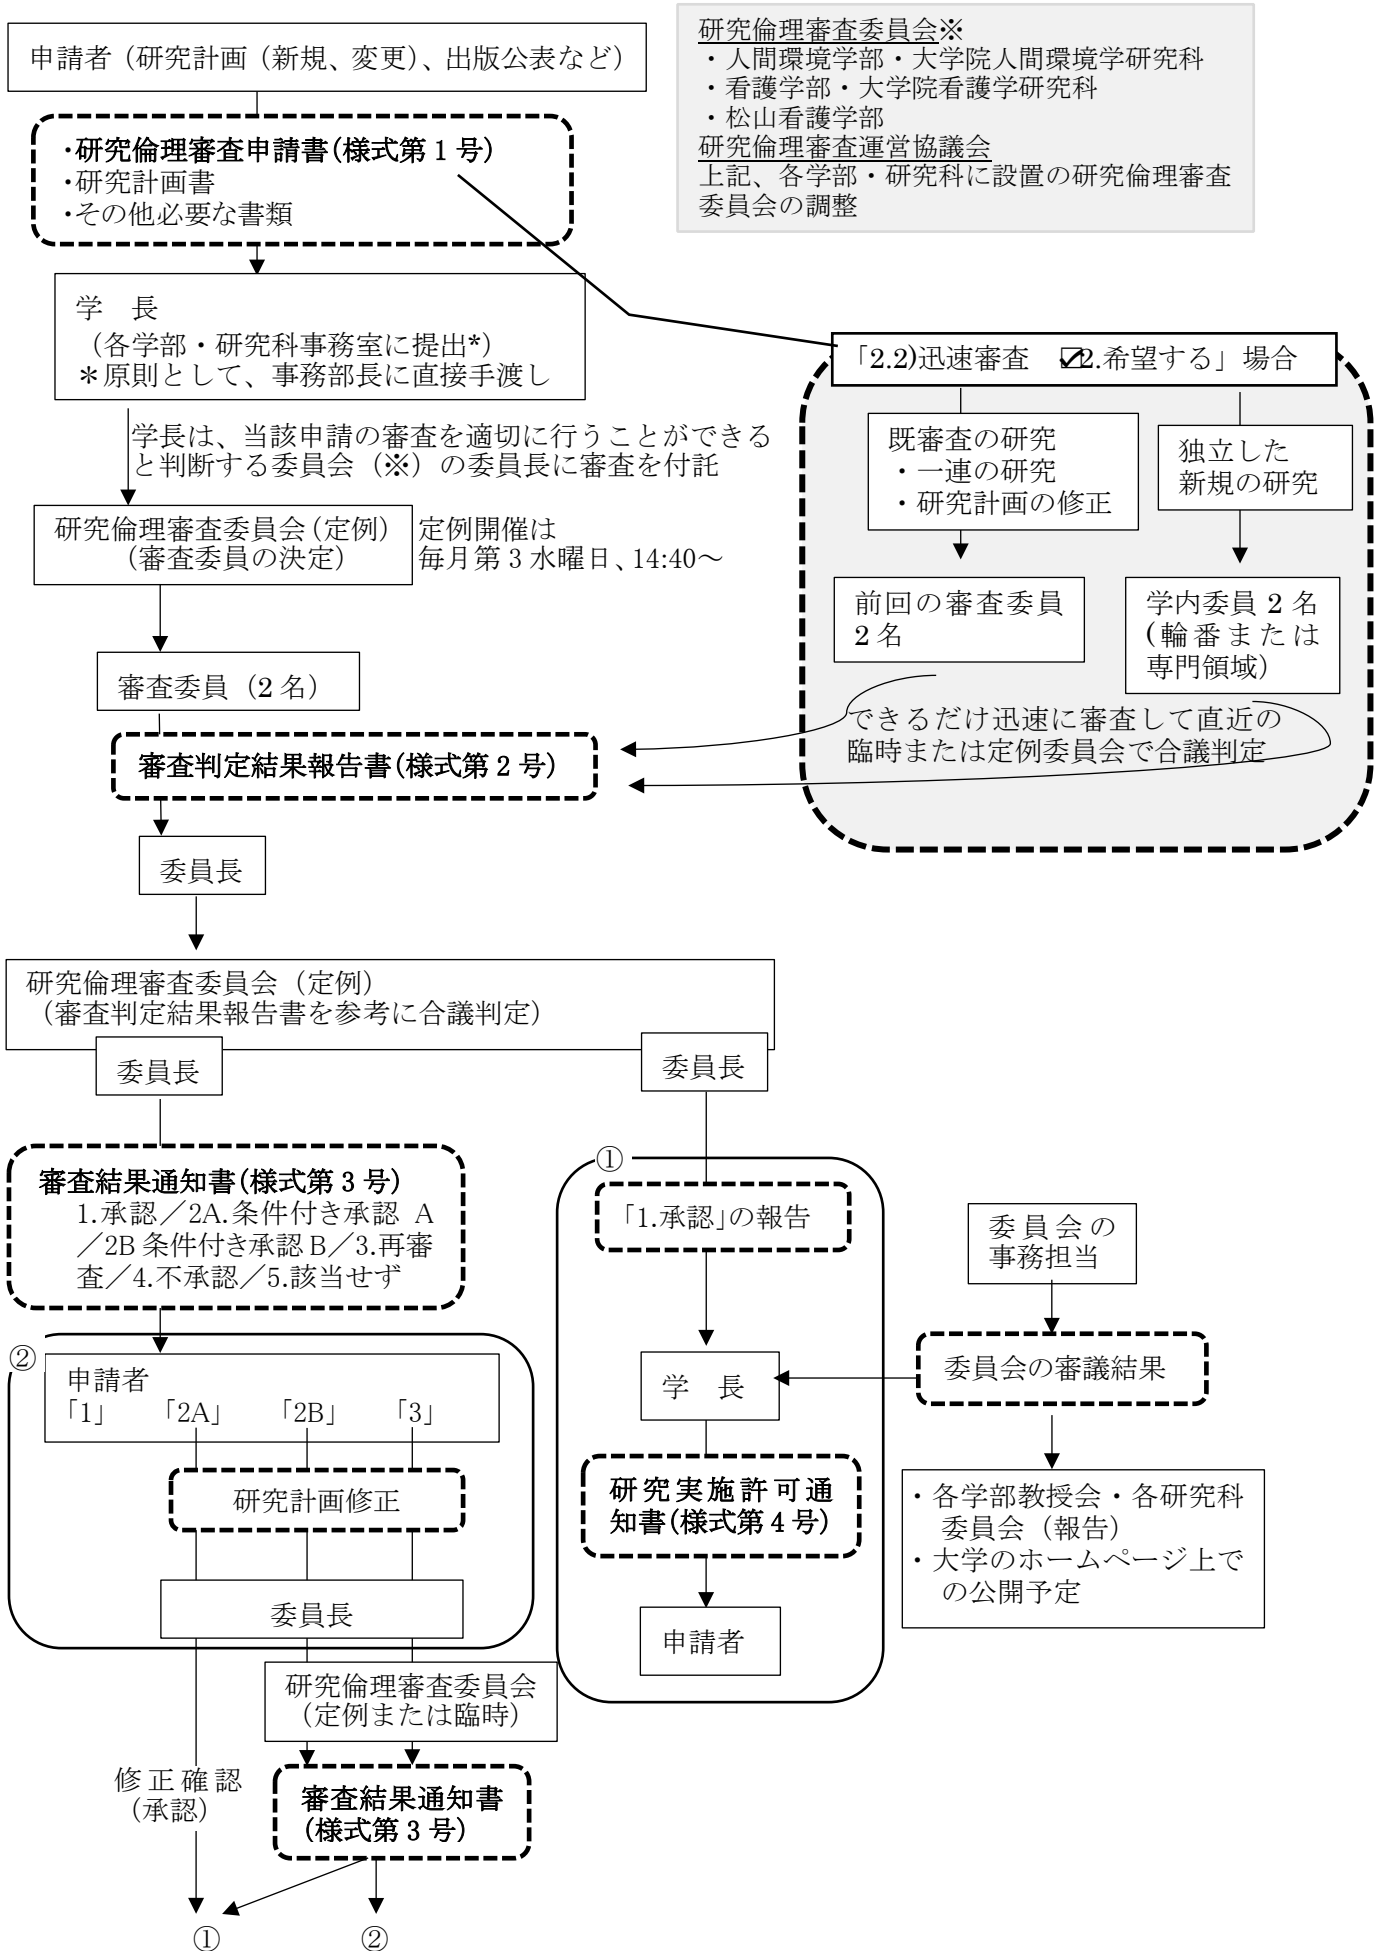 申請者（研究計画（新規、変更）、出版公表など）
研究倫理審査委員会※
・人間環境学部・大学院人間環境学研究科
・看護学部・大学院看護学研究科
・松山看護学部
研究倫理審査運営協議会
上記、各学部・研究科に設置の研究倫理審査
委員会の調整
・研究倫理審査申請書(様式第１号)
・研究計画書
・その他必要な書類
学　長
（各学部・研究科事務室に提出*）
＊原則として、事務部長に直接手渡し
学長は、当該申請の審査を適切に行うことができる
と判断する委員会（※）の委員長に審査を付託
研究倫理審査委員会(定例)
（審査委員の決定）
定例開催は
毎月第3水曜日、14:40～
審査委員（2名）
審査判定結果報告書(様式第２号)
「2.2)迅速審査　☑2.希望する」場合
既審査の研究
・一連の研究
・研究計画の修正
独立した
新規の研究
前回の審査委員
2名
学内委員 2名
(輪番または
専門領域)
できるだけ迅速に審査して直近の
臨時または定例委員会で合議判定
委員長
研究倫理審査委員会（定例）
（審査判定結果報告書を参考に合議判定）
委員長
委員長
審査結果通知書(様式第３号)
1.承認／2A.条件付き承認 A
／2B条件付き承認B／3.再審
査／4.不承認／5.該当せず
①
「1.承認」の報告
学　長
研究実施許可通
知書(様式第４号)
申請者
委員会の
事務担当
委員会の審議結果
・各学部教授会・各研究科
委員会（報告）
・大学のホームページ上で
の公開予定
②
申請者
「1」　「2A」　「2B」　「3」
研究計画修正
委員長
研究倫理審査委員会
（定例または臨時）
修正確認
（承認）
審査結果通知書
(様式第３号)
①
②